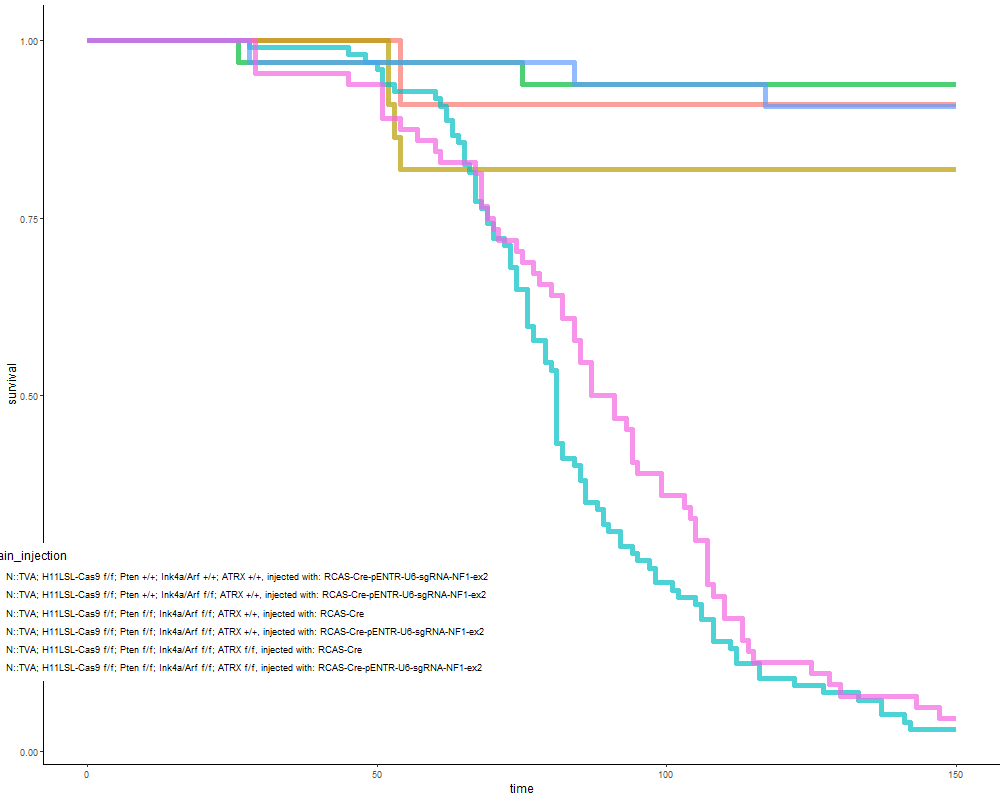 1.00
0.75
survival
0.50
ain_injection
N::TVA; H11LSL-Cas9 f/f; Pten +/+; Ink4a/Arf +/+; ATRX +/+, injected with: RCAS-Cre-pENTR-U6-sgRNA-NF1-ex2
N::TVA; H11LSL-Cas9 f/f; Pten +/+; Ink4a/Arf f/f; ATRX +/+, injected with: RCAS-Cre-pENTR-U6-sgRNA-NF1-ex2
N::TVA; H11LSL-Cas9 f/f; Pten f/f; Ink4a/Arf f/f; ATRX +/+, injected with: RCAS-Cre
N::TVA; H11LSL-Cas9 f/f; Pten f/f; Ink4a/Arf f/f; ATRX +/+, injected with: RCAS-Cre-pENTR-U6-sgRNA-NF1-ex2
N::TVA; H11LSL-Cas9 f/f; Pten f/f; Ink4a/Arf f/f; ATRX f/f, injected with: RCAS-Cre
N::TVA; H11LSL-Cas9 f/f; Pten f/f; Ink4a/Arf f/f; ATRX f/f, injected with: RCAS-Cre-pENTR-U6-sgRNA-NF1-ex2
0.00
0 50 100 150
time